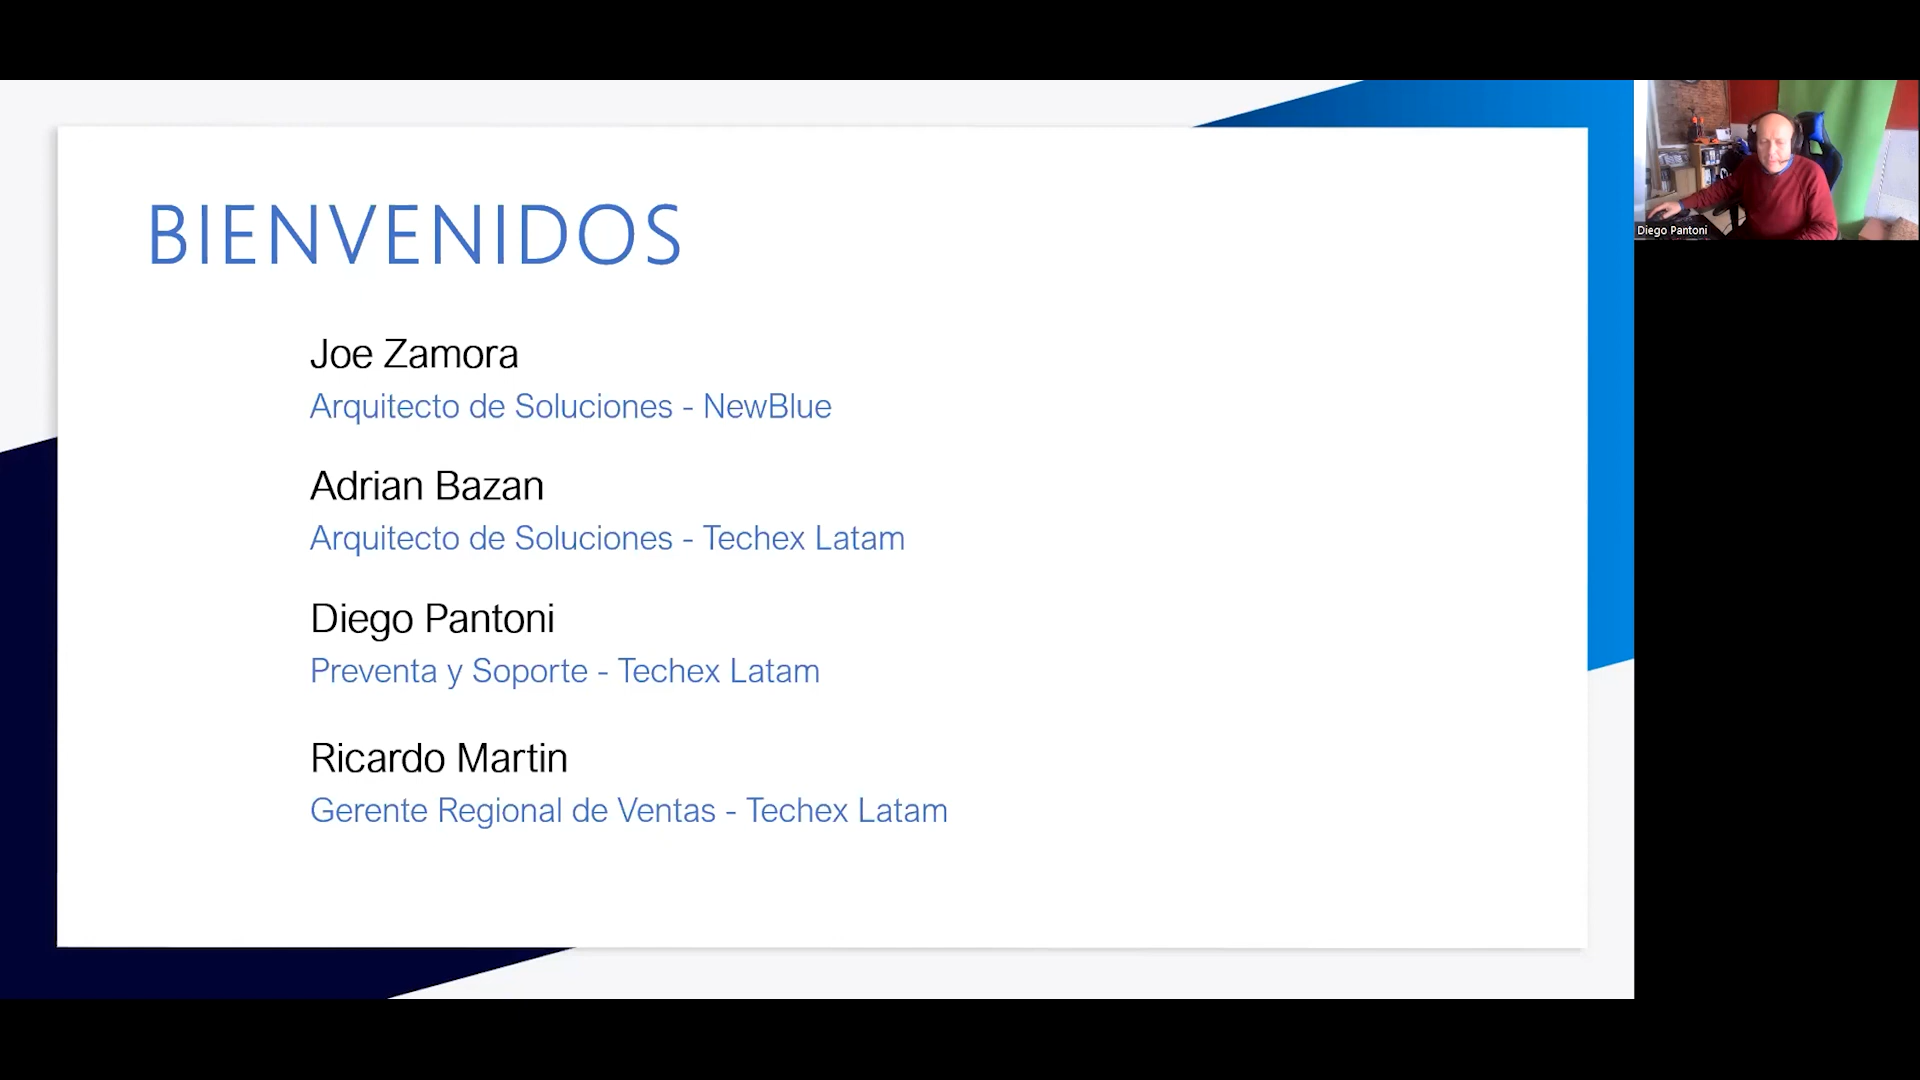 BIENVENIDOS
Joe Zamora
Arquitecto de Soluciones - NewBlue
Adrian Bazan
Arquitecto de Soluciones - Techex Latam
Diego Pantoni
Preventa y Soporte - Techex Latam
Ricardo Martin
Gerente Regional de Ventas - Techex Latam
Diego Pantoni